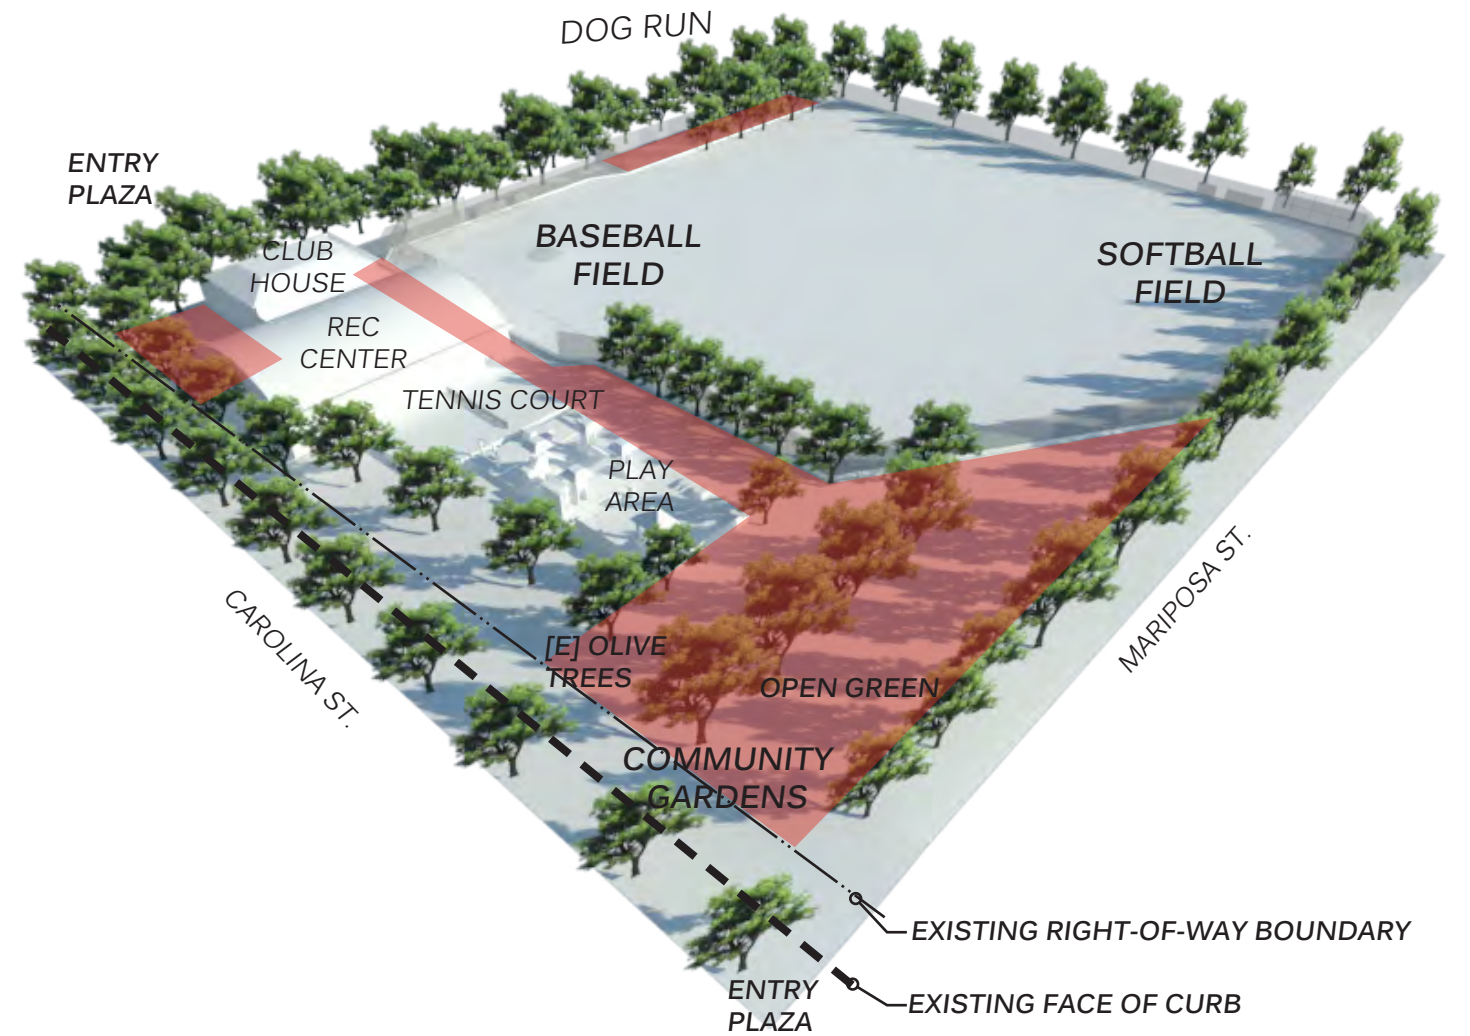 DOG RUN
ENTRY
PLAZA
CLUB
HOUSE
BASEBALL
FIELD
SOFTBALL
FIELD
REC
CENTER
TENNIS COURT
PLAY
AREA
CAROLINA ST.
MARIPOSA ST.
[E] OLIVE
TREES
OPEN GREEN
COMMUNITY
GARDENS
EXISTING RIGHT-OF-WAY BOUNDARY
ENTRY
PLAZA
EXISTING FACE OF CURB